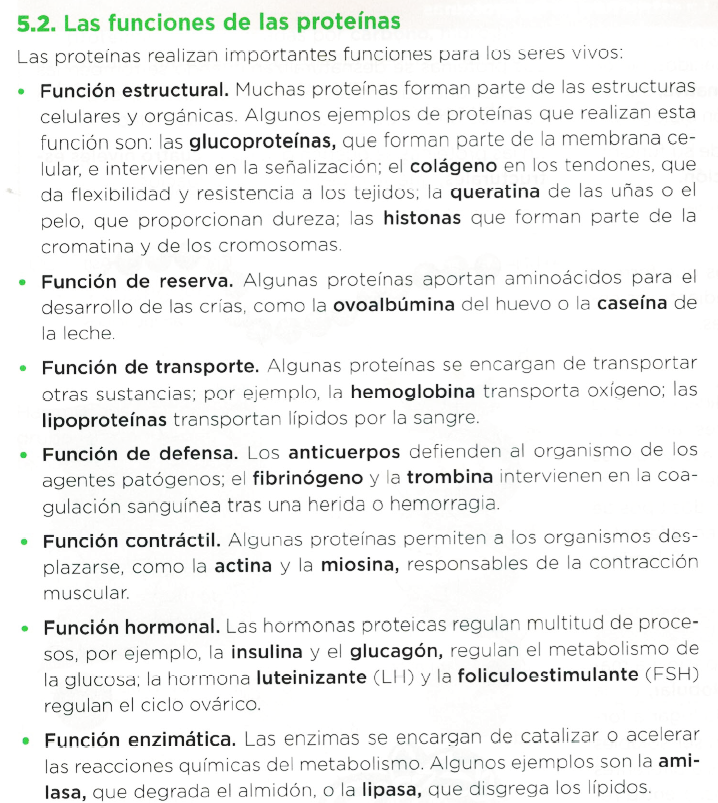 5.2. Las funciones de las proteínas
Las proteínas realizan importantes funciones para los seres vivos:
• Función estructural. Muchas proteínas forman parte de las estructuras
celulares y orgánicas. Algunos ejemplos de proteínas que realizan esta
función son: las glucoproteínas, que forman parte de la membrana ce-
lular, e intervienen en la señalización; el colágeno en los tendones, que
da flexibilidad y resistencia a los tejidos; la queratina de las uñas o el
pelo, que proporcionan dureza; las histonas que forman parte de la
cromatina y de los cromosomas.
• Función de reserva. Algunas proteínas aportan aminoácidos para el
desarrollo de las crías, como la ovoalbúmina del huevo o la caseína de
la leche.
• Función de transporte. Algunas proteínas se encargan de transportar
otras sustancias; por ejemplo, la hemoglobina transporta oxígeno; las
lipoproteínas transportan lípidos por la sangre.
• Función de defensa. Los anticuerpos defienden al organismo de los
agentes patógenos; el fibrinógeno y la trombina intervienen en la coa-
gulación sanguínea tras una herida o hemorragia.
• Función contráctil. Algunas proteínas permiten a los organismos des-
plazarse, como la actina y la miosina, responsables de la contracción
muscular.
• Función hormonal. Las hormonas proteicas regulan multitud de proce-
sos, por ejemplo, la insulina y el glucagón, regulan el metabolismo de
la glucosa; la hormona luteinizante (LH) y la foliculoestimulante (FSH)
regulan el ciclo ovárico.
• Función enzimática. Las enzimas se encargan de catalizar o acelerar
las reacciones químicas del metabolismo. Algunos ejemplos son la ami-
lasa, que degrada el almidón, o la lipasa, que disgrega los lípidos.